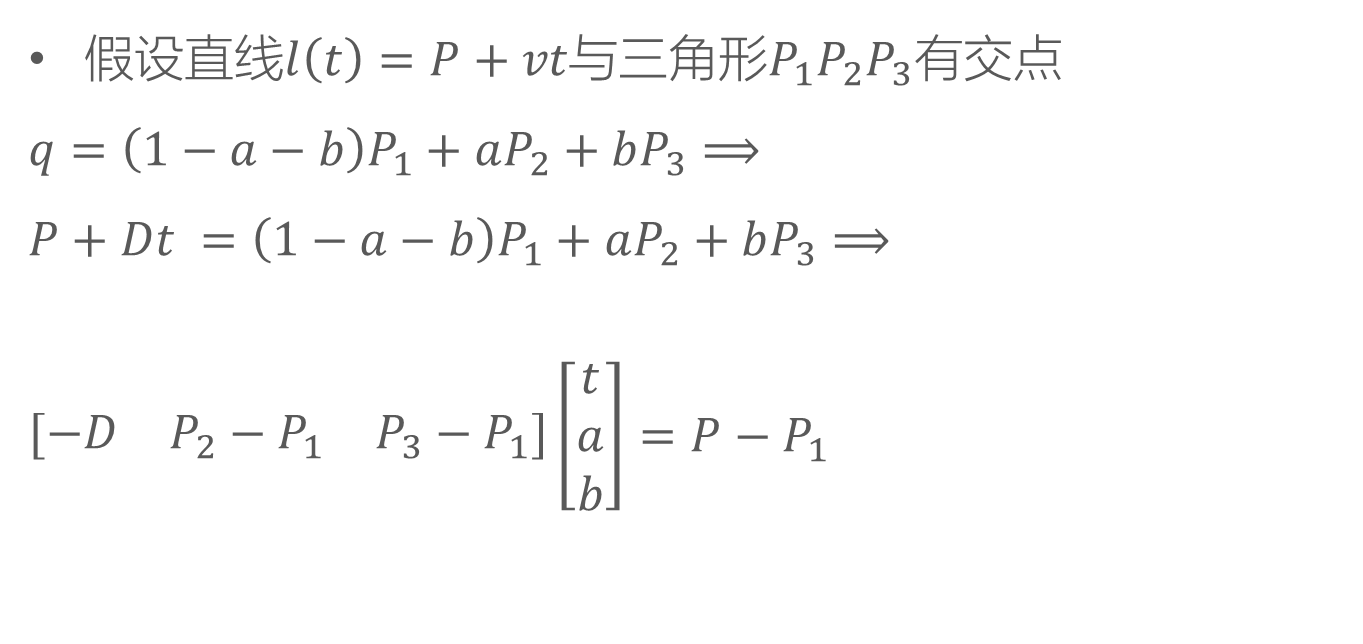 • 假设直线l(t) = P + vt与三角形P₁P₂P₃有交点
q = (1 − a − b)P₁ + aP₂ + bP₃ ⟹
P + Dt = (1 − a − b)P₁ + aP₂ + bP₃ ⟹
[−D P₂ − P₁ P₃ − P₁] [t a b] = P − P₁